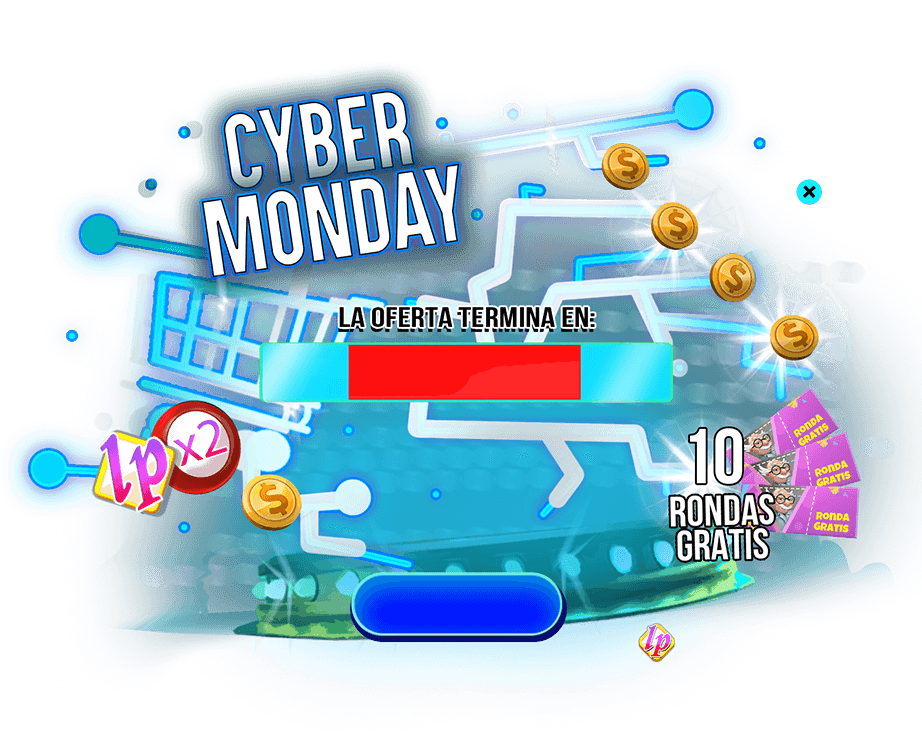 CYBER
MONDAY
LA OFERTA TERMINA EN:
lp x2
10
RONDAS
GRATIS
RONDA
GRATIS
RONDA
GRATIS
RONDA
GRATIS
lp